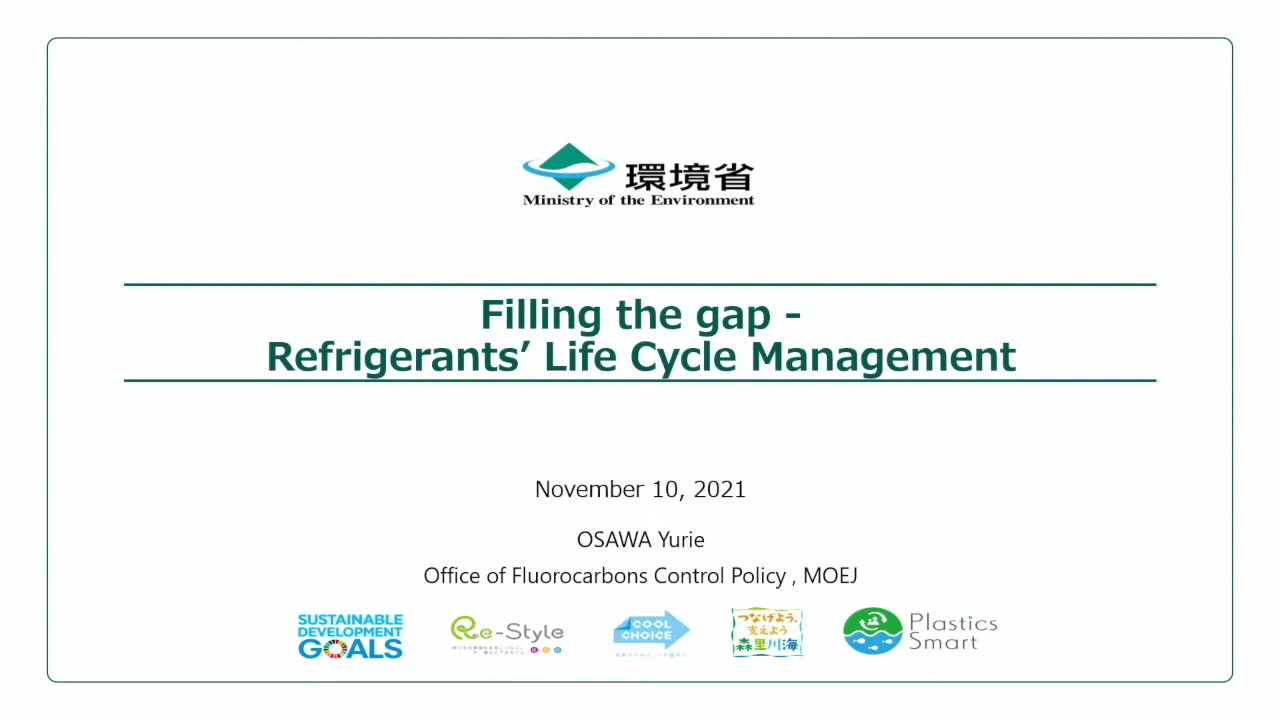 環境省
Ministry of the Environment
Filling the gap -
Refrigerants' Life Cycle Management
November 10, 2021
OSAWA Yurie
Office of Fluorocarbons Control Policy , MOEJ
SUSTAINABLE
DEVELOPMENT
GOALS
Re-Style
COOL
CHOICE
つなげよう、
支えよう
森里川海
Plastics
Smart